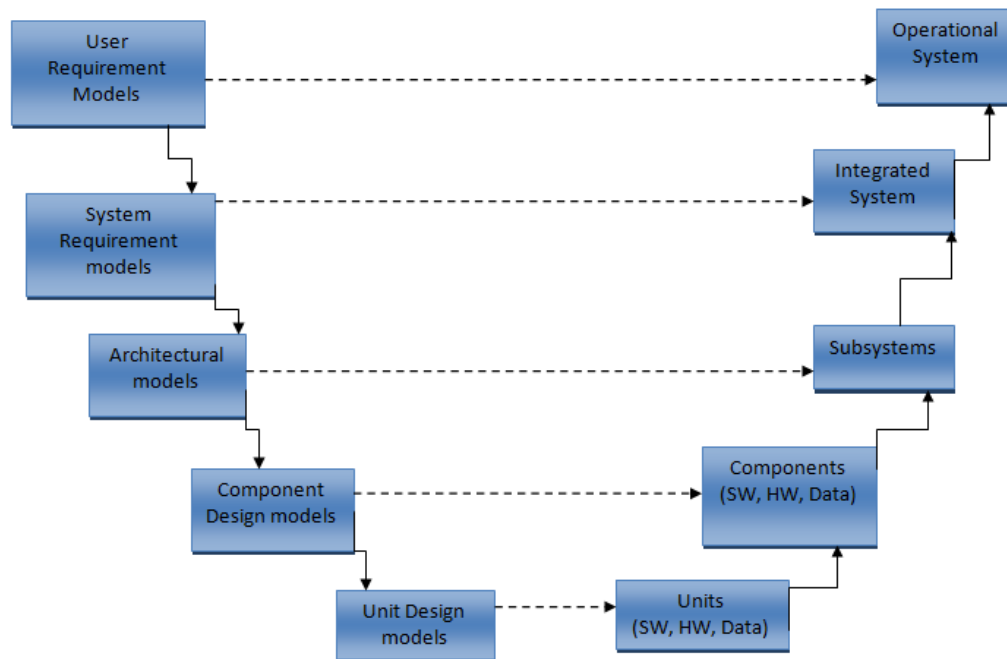 User
Requirement
Models
Operational
System
System
Requirement
models
Integrated
System
Architectural
models
Subsystems
Component
Design models
Components
(SW, HW, Data)
Unit Design
models
Units
(SW, HW, Data)